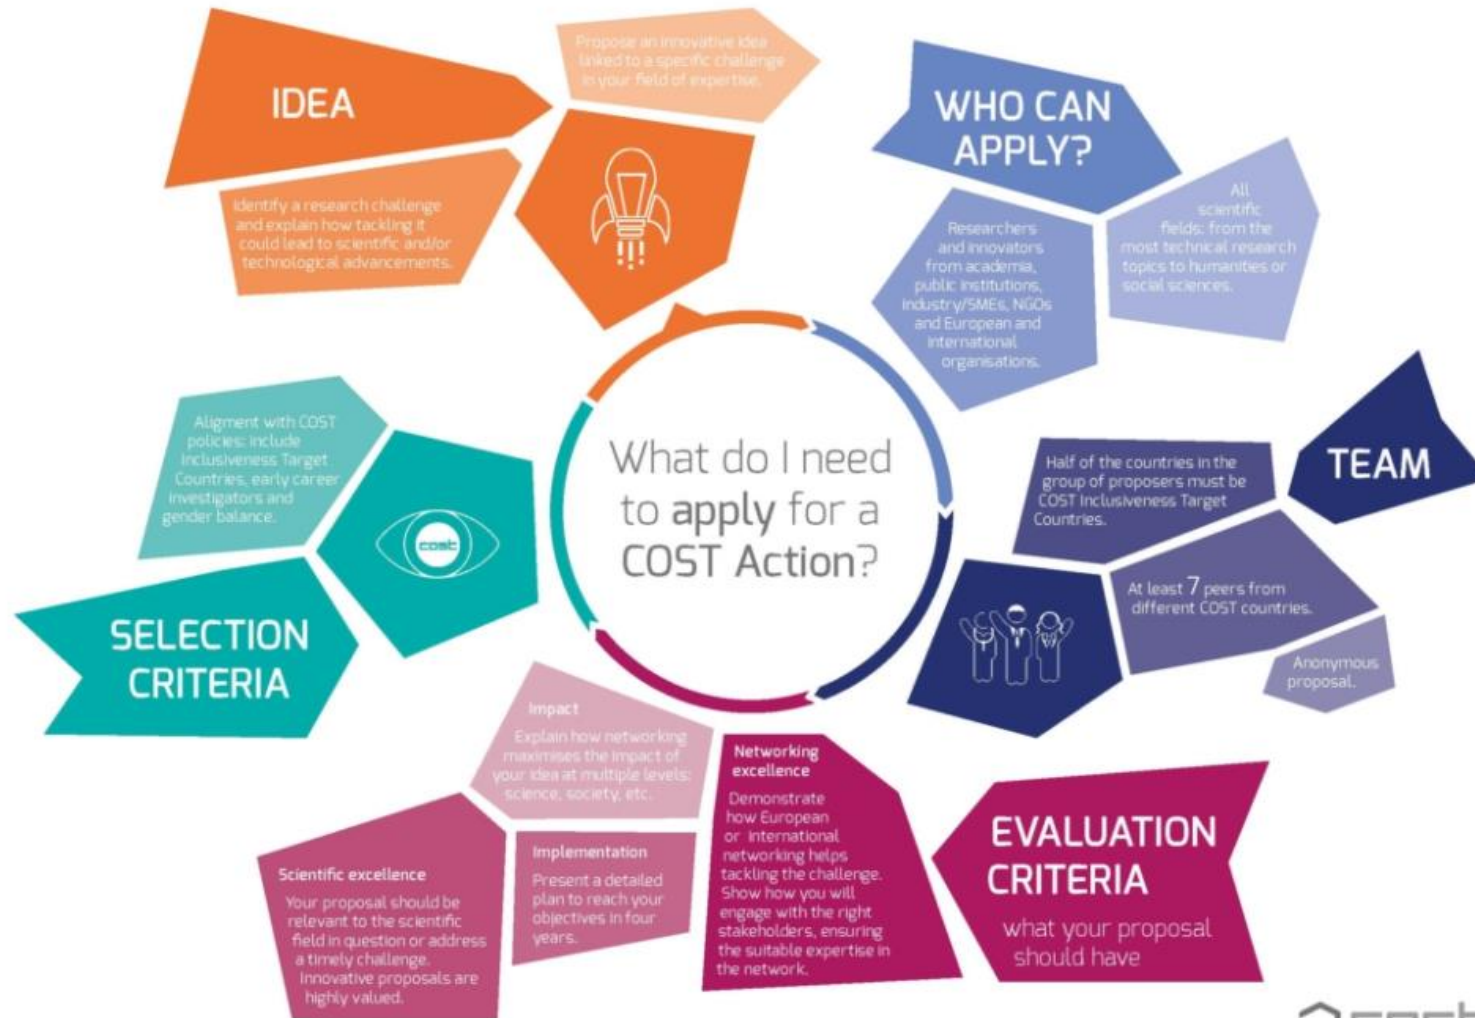 IDEA
Propose an innovative idea
linked to a specific challenge
in your field of expertise.
Identify a research challenge
and explain how tackling it
could lead to scientific and/or
technological advancements.
WHO CAN
APPLY?
Researchers
and innovators
from academia,
public institutions,
industry/SMEs, NGOs
and European and
international
organisations.
All
scientific
fields: from the
most technical research
topics to humanities or
social sciences.
What do I need
to apply for a
COST Action?
TEAM
Half of the countries in the
group of proposers must be
COST Inclusiveness Target
Countries.
At least 7 peers from
different COST countries.
Anonymous
proposal.
Aligment with COST
policies: include
Inclusiveness Target
Countries, early career
investigators and
gender balance.
cost
SELECTION
CRITERIA
Impact
Explain how networking
maximises the impact of
your idea at multiple levels:
science, society, etc.
Scientific excellence
Your proposal should be
relevant to the scientific
field in question or address
a timely challenge.
Innovative proposals are
highly valued.
Implementation
Present a detailed
plan to reach your
objectives in four
years.
Networking
excellence
Demonstrate
how European
or international
networking helps
tackling the challenge.
Show how you will
engage with the right
stakeholders, ensuring
the suitable expertise in
the network.
EVALUATION
CRITERIA
what your proposal
should have